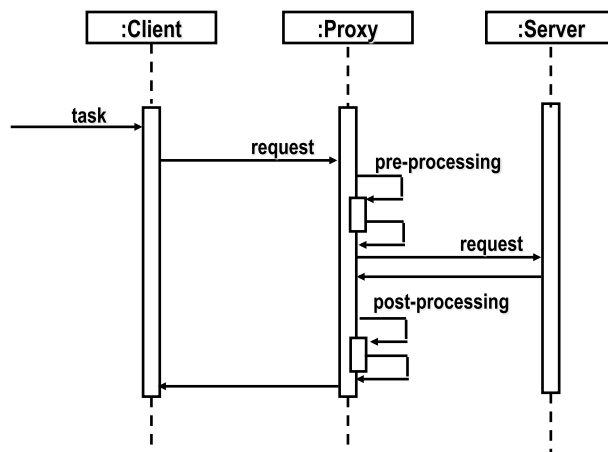 :Client
:Proxy
:Server
task
request
pre-processing
request
post-processing